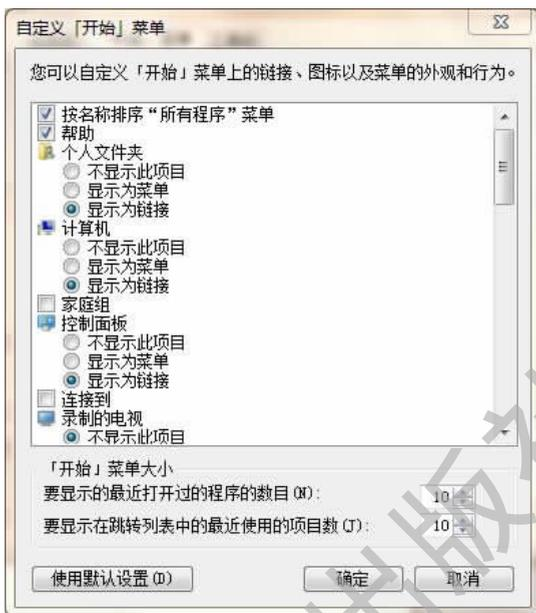 自定义「开始」菜单
您可以自定义「开始」菜单上的链接、图标以及菜单的外观和行为。
按名称排序“所有程序”菜单
帮助
个人文件夹
不显示此项目
显示为菜单
显示为链接
计算机
不显示此项目
显示为菜单
显示为链接
家庭组
控制面板
不显示此项目
显示为菜单
显示为链接
连接到
录制的电视
不显示此项目
「开始」菜单大小
要显示的最近打开过的程序的数目(N): 10
要显示在跳转列表中的最近使用的项目数(J): 10
使用默认设置(D) 确定 取消